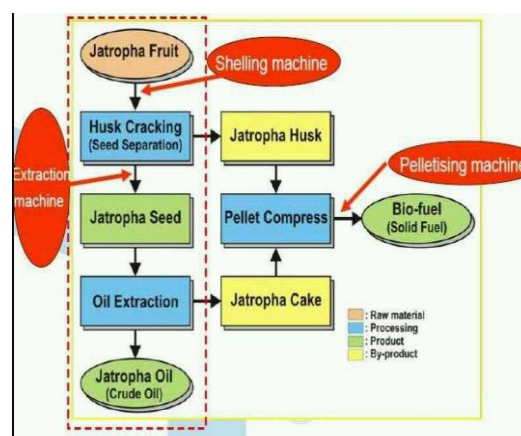 Jatropha Fruit
Shelling machine
Husk Cracking
(Seed Separation)
Jatropha Husk
Extraction
machine
Pelletising machine
Jatropha Seed
Pellet Compress
Bio-fuel
(Solid Fuel)
Oil Extraction
Jatropha Cake
: Raw material
: Processing
: Product
: By-product
Jatropha Oil
(Crude Oil)